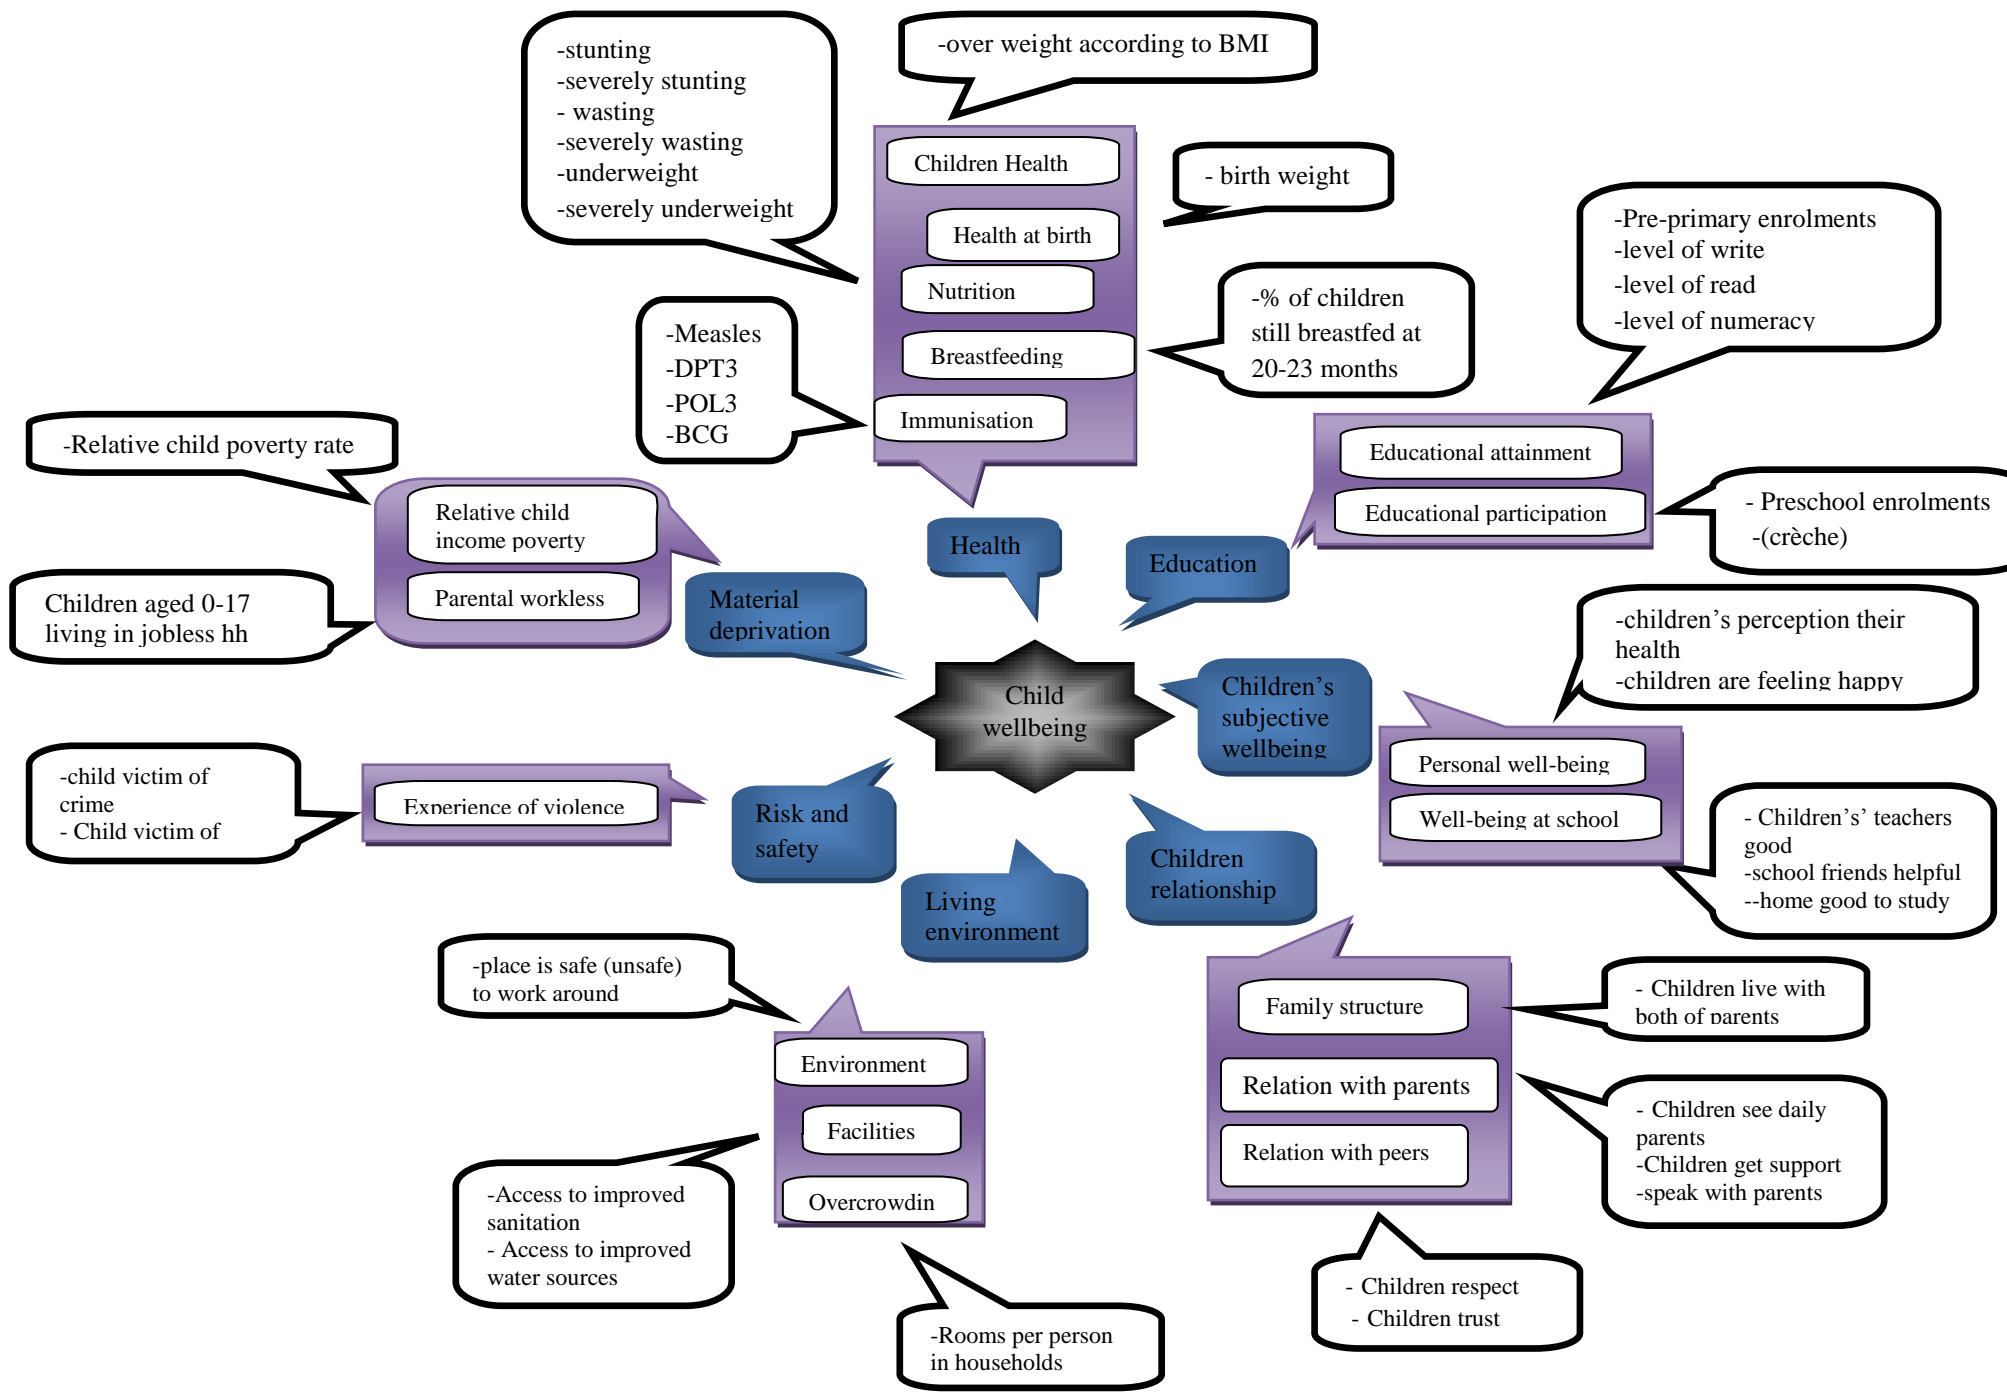 -stunting
-severely stunting
- wasting
-severely wasting
-underweight
-severely underweight
-over weight according to BMI
Children Health
Health at birth
Nutrition
Breastfeeding
Immunisation
- birth weight
-% of children
still breastfed at
20-23 months
-Measles
-DPT3
-POL3
-BCG
-Pre-primary enrolments
-level of write
-level of read
-level of numeracy
Educational attainment
Educational participation
- Preschool enrolments
-(crèche)
-Relative child poverty rate
Relative child
income poverty
Parental workless
Children aged 0-17
living in jobless hh
Health
Education
Material
deprivation
Child
wellbeing
Children’s
subjective
wellbeing
-children’s perception their
health
-children are feeling happy
Personal well-being
Well-being at school
- Children’s’ teachers
good
-school friends helpful
--home good to study
-child victim of
crime
- Child victim of
Experience of violence
Risk and
safety
Living
environment
Children
relationship
-place is safe (unsafe)
to work around
Environment
Facilities
Overcrowdin
-Access to improved
sanitation
- Access to improved
water sources
-Rooms per person
in households
Family structure
Relation with parents
Relation with peers
- Children live with
both of parents
- Children see daily
parents
-Children get support
-speak with parents
- Children respect
- Children trust